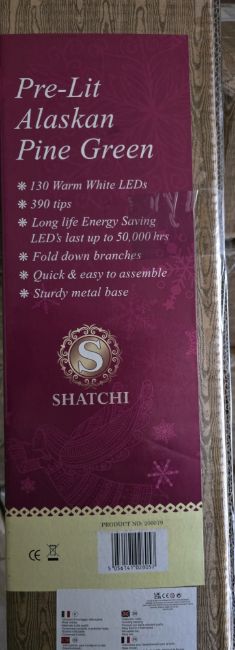 Pre-Lit
Alaskan
Pine Green
❋ 130 Warm White LEDs
❋ 390 tips
❋ Long life Energy Saving
LED's last up to 50,000 hrs
❋ Fold down branches
❋ Quick & easy to assemble
❋ Sturdy metal base
S
SHATCHI
PRODUCT NO:
CE